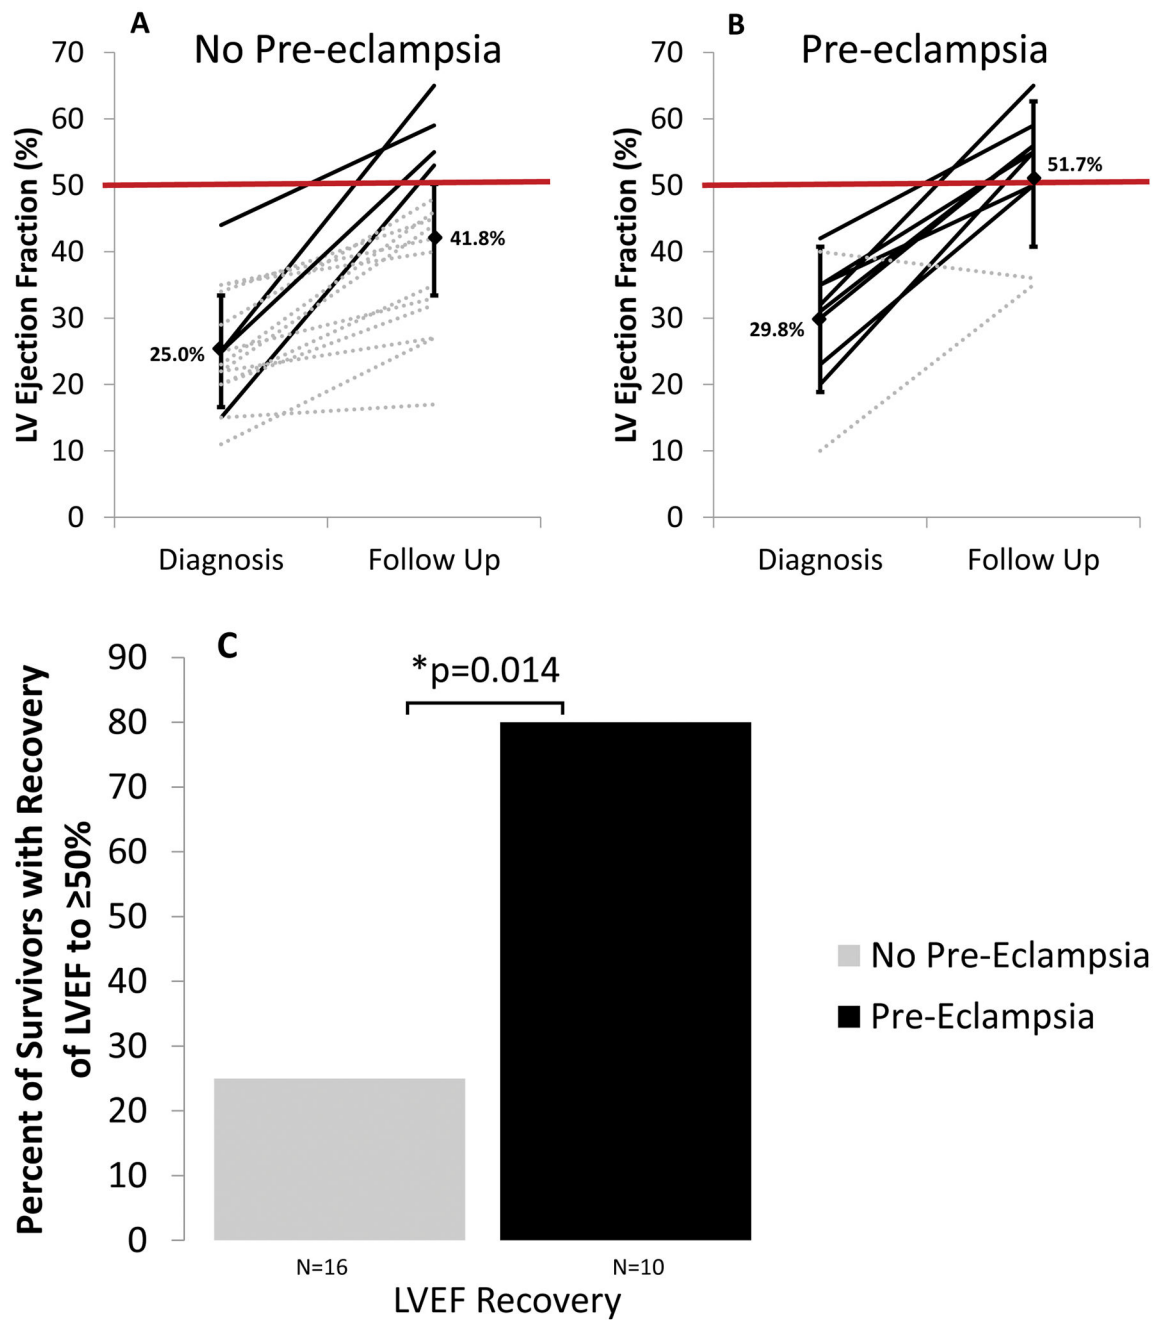 A
No Pre-eclampsia
LV Ejection Fraction (%)
70
60
50
40
30
20
10
0
25.0%
41.8%
Diagnosis
Follow Up
B
Pre-eclampsia
LV Ejection Fraction (%)
70
60
50
40
30
20
10
0
29.8%
51.7%
Diagnosis
Follow Up
C
*p=0.014
Percent of Survivors with Recovery
of LVEF to ≥50%
90
80
70
60
50
40
30
20
10
0
N=16
N=10
LVEF Recovery
No Pre-Eclampsia
Pre-Eclampsia